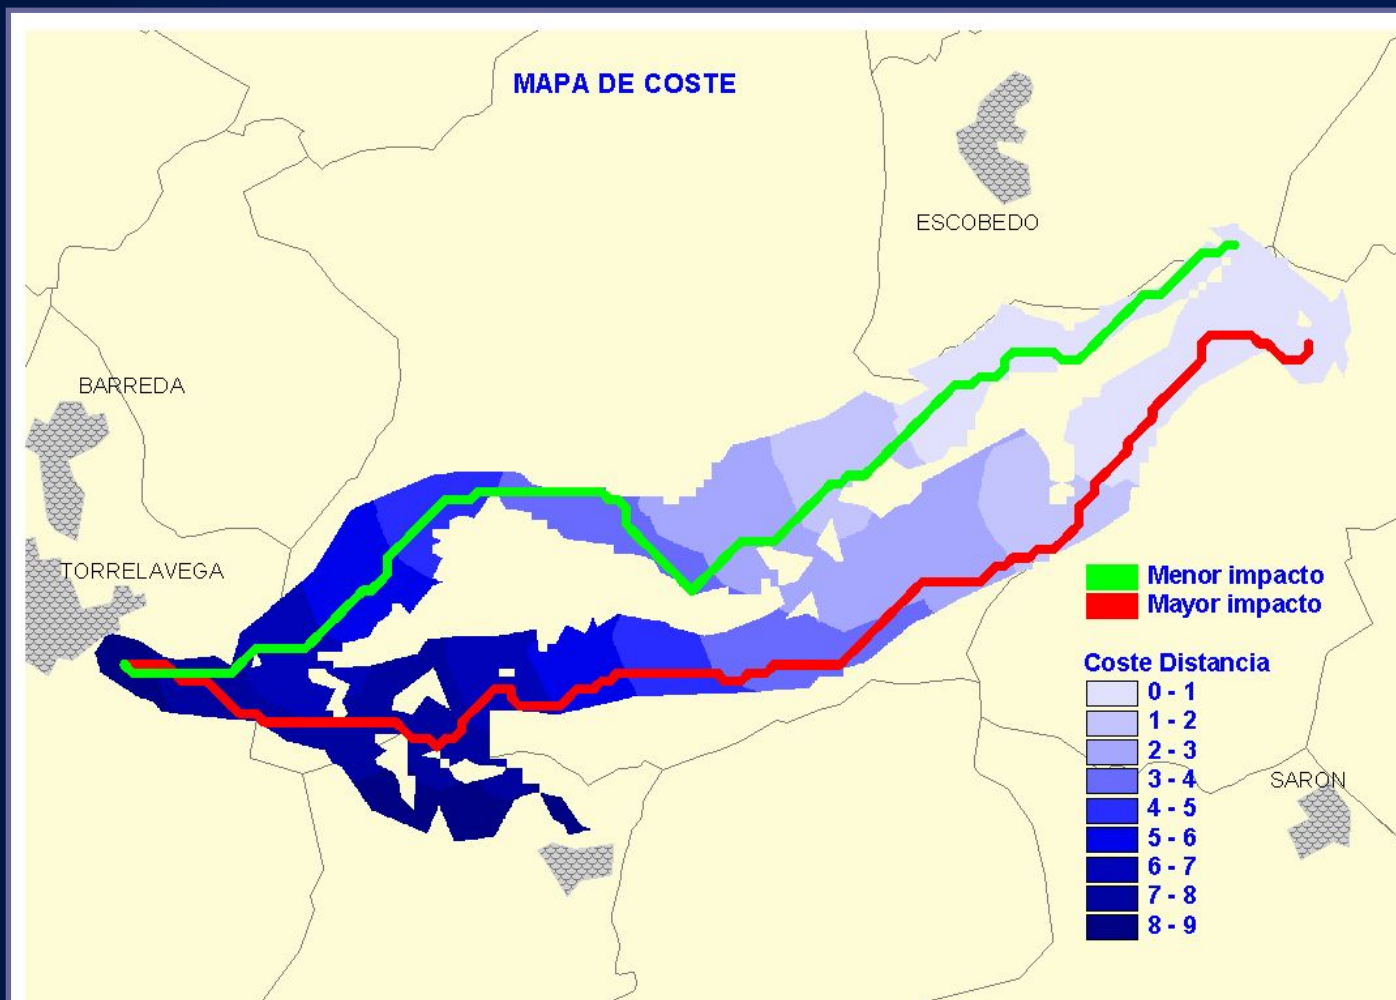 MAPA DE COSTE
ESCOBEDO
BARREDA
TORRELAVEGA
Menor impacto
Mayor impacto
Coste Distancia
0 - 1
1 - 2
2 - 3
3 - 4
4 - 5
5 - 6
6 - 7
7 - 8
8 - 9
SARON